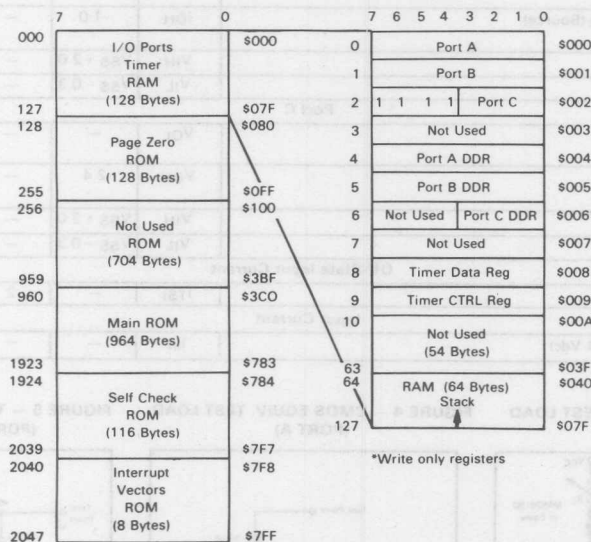 7 0
000 $000
I/O Ports
Timer
RAM
(128 Bytes)
127 $07F
128 $080
Page Zero
ROM
(128 Bytes)
255 $0FF
256 $100
Not Used
ROM
(704 Bytes)
959 $3BF
960 $3C0
Main ROM
(964 Bytes)
1923 $783
1924 $784
Self Check
ROM
(116 Bytes)
2039 $7F7
2040 $7F8
Interrupt
Vectors
ROM
(8 Bytes)
2047 $7FF
7 6 5 4 3 2 1 0
0 Port A $000
1 Port B $001
2 1 1 1 1 Port C $002
3 Not Used $003
4 Port A DDR $004
5 Port B DDR $005
6 Not Used Port C DDR $006
7 Not Used $007
8 Timer Data Reg $008
9 Timer CTRL Reg $009
10 $00A
Not Used
(54 Bytes)
63 $03F
64 RAM (64 Bytes) $040
Stack
127 $07F
*Write only registers